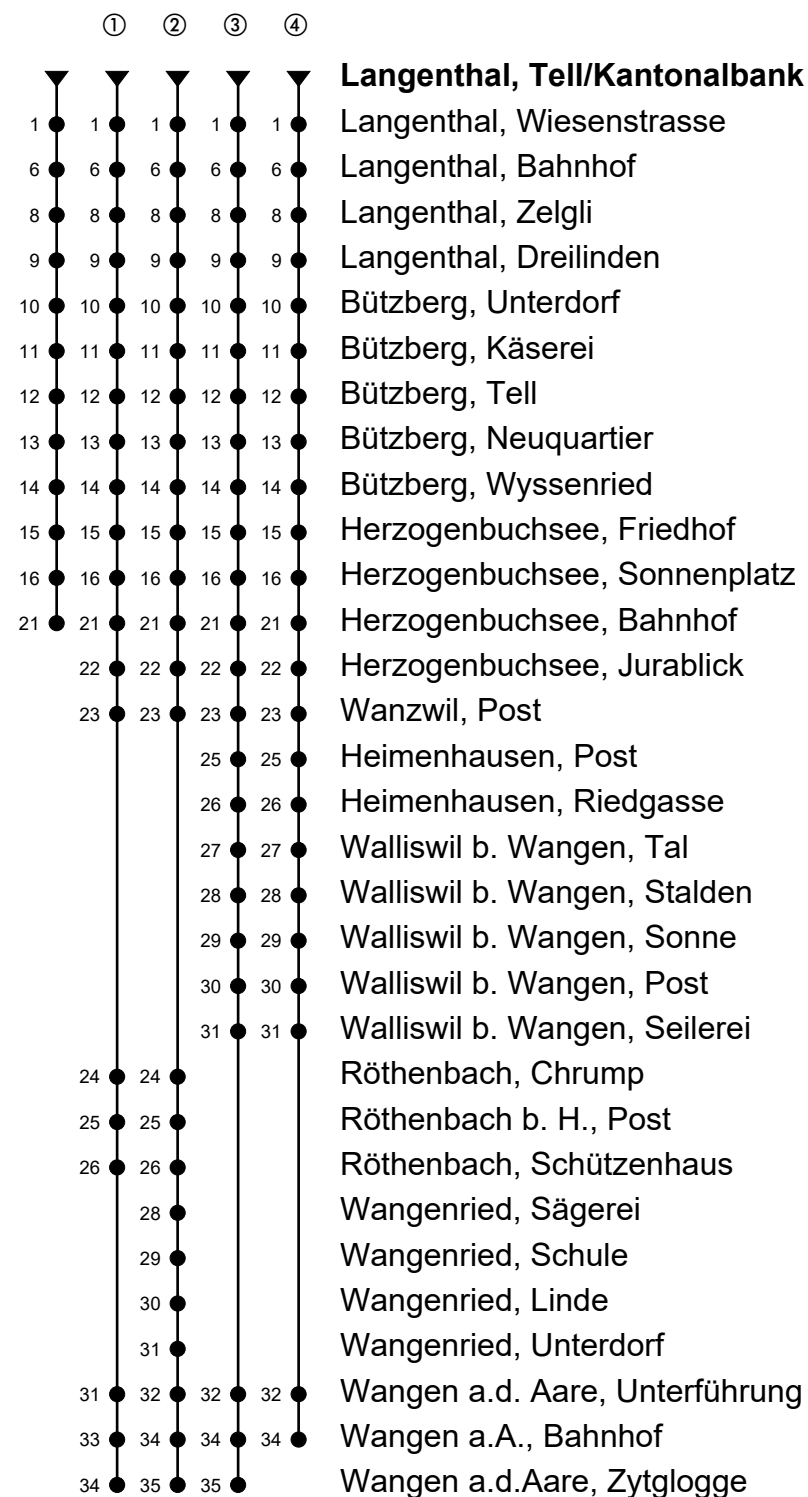 ① ② ③ ④
Langenthal, Tell/Kantonalbank
1 1 1 1 1 Langenthal, Wiesenstrasse
6 6 6 6 6 Langenthal, Bahnhof
8 8 8 8 8 Langenthal, Zelgli
9 9 9 9 9 Langenthal, Dreilinden
10 10 10 10 10 Bützberg, Unterdorf
11 11 11 11 11 Bützberg, Käserei
12 12 12 12 12 Bützberg, Tell
13 13 13 13 13 Bützberg, Neuquartier
14 14 14 14 14 Bützberg, Wyssenried
15 15 15 15 15 Herzogenbuchsee, Friedhof
16 16 16 16 16 Herzogenbuchsee, Sonnenplatz
21 21 21 21 21 Herzogenbuchsee, Bahnhof
22 22 22 22 Herzogenbuchsee, Jurablick
23 23 23 23 Wanzwil, Post
25 25 Heimenhausen, Post
26 26 Heimenhausen, Riedgasse
27 27 Walliswil b. Wangen, Tal
28 28 Walliswil b. Wangen, Stalden
29 29 Walliswil b. Wangen, Sonne
30 30 Walliswil b. Wangen, Post
31 31 Walliswil b. Wangen, Seilerei
24 24 Röthenbach, Chrump
25 25 Röthenbach b. H., Post
26 26 Röthenbach, Schützenhaus
28 Wangenried, Sägerei
29 Wangenried, Schule
30 Wangenried, Linde
31 Wangenried, Unterdorf
31 32 32 32 Wangen a.d. Aare, Unterführung
33 34 34 34 Wangen a.A., Bahnhof
34 35 35 Wangen a.d.Aare, Zytglogge